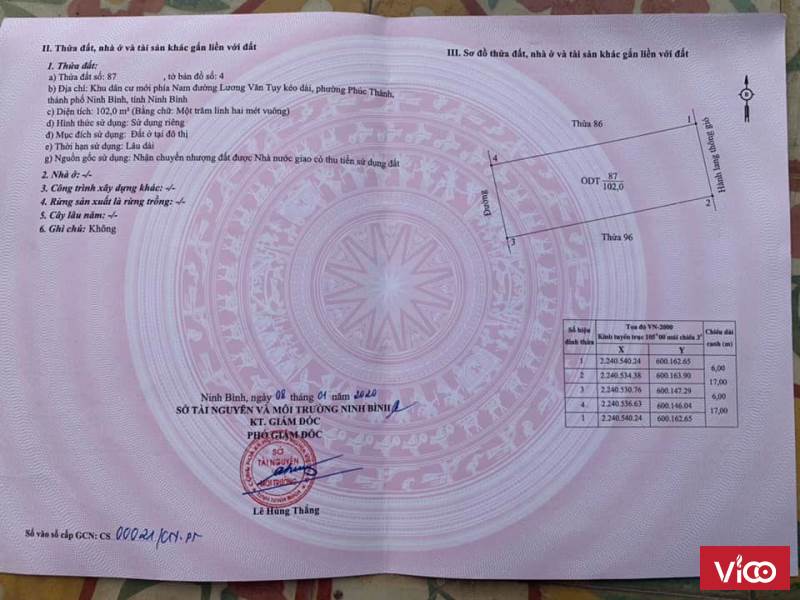 II. Thửa đất, nhà ở và tài sản khác gắn liền với đất
1. Thửa đất:
a) Thửa đất số: 87 , tờ bản đồ số: 4
b) Địa chỉ: Khu dân cư mới phía Nam đường Lương Văn Tụy kéo dài, phường Phúc Thành,
thành phố Ninh Bình, tỉnh Ninh Bình
c) Diện tích: 102,0 m² (Bằng chữ: Một trăm linh hai mét vuông)
d) Hình thức sử dụng: Sử dụng riêng
đ) Mục đích sử dụng: Đất ở tại đô thị
e) Thời hạn sử dụng: Lâu dài
g) Nguồn gốc sử dụng: Nhận chuyển nhượng đất được Nhà nước giao có thu tiền sử dụng đất
2. Nhà ở: -/-
3. Công trình xây dựng khác: -/-
4. Rừng sản xuất là rừng trồng: -/-
5. Cây lâu năm: -/-
6. Ghi chú: Không
Ninh Bình, ngày 08 tháng 01 năm 2020
SỞ TÀI NGUYÊN VÀ MÔI TRƯỜNG NINH BÌNH
KT. GIÁM ĐỐC
PHÓ GIÁM ĐỐC
SỞ
TÀI NGUYÊN
MÔI TRƯỜNG
Lê Hùng Thắng
Số vào sổ cấp GCN: CS 00021/CN.PT
III. Sơ đồ thửa đất, nhà ở và tài sản khác gắn liền với đất
Thửa 86
1
4
ODT 87
102,0
Hành lang thông gió
Đường
2
3
Thửa 96
Số hiệu đỉnh thửa Tọa độ VN-2000 Chiều dài cạnh (m)
Kinh tuyến trục 105°00 múi chiếu 3°
X Y
1 2.240.540.24 600.162.65
6,00
2 2.240.534.38 600.163.90
17,00
3 2.240.530.76 600.147.29
6,00
4 2.240.536.63 600.146.04
17,00
1 2.240.540.24 600.162.65
ViCO